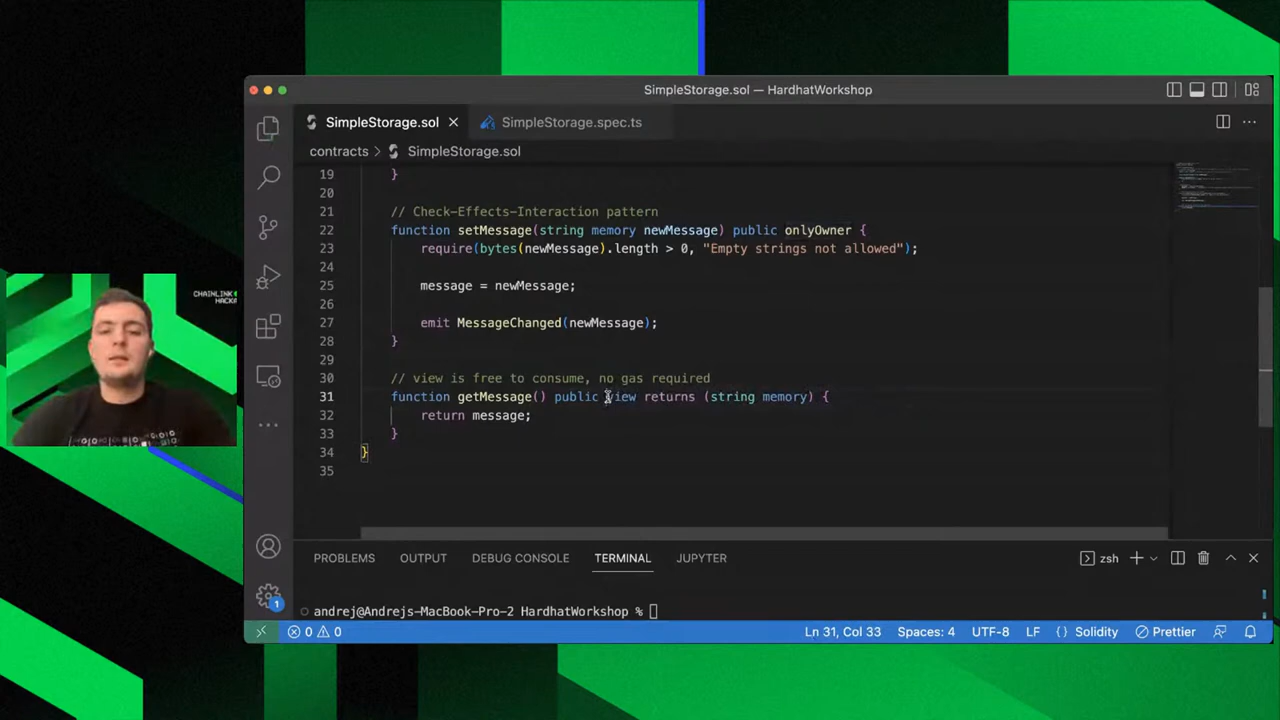 SimpleStorage.sol — HardhatWorkshop
SimpleStorage.sol
SimpleStorage.spec.ts
contracts > SimpleStorage.sol
19 }
20
21 // Check-Effects-Interaction pattern
22 function setMessage(string memory newMessage) public onlyOwner {
23 require(bytes(newMessage).length > 0, "Empty strings not allowed");
24
25 message = newMessage;
26
27 emit MessageChanged(newMessage);
28 }
29
30 // view is free to consume, no gas required
31 function getMessage() public view returns (string memory) {
32 return message;
33 }
34 }
35
CHAINLINK
HACKA
PROBLEMS OUTPUT DEBUG CONSOLE TERMINAL JUPYTER zsh
andrej@Andrejs-MacBook-Pro-2 HardhatWorkshop %
1
0 0 Ln 31, Col 33 Spaces: 4 UTF-8 LF {} Solidity Prettier